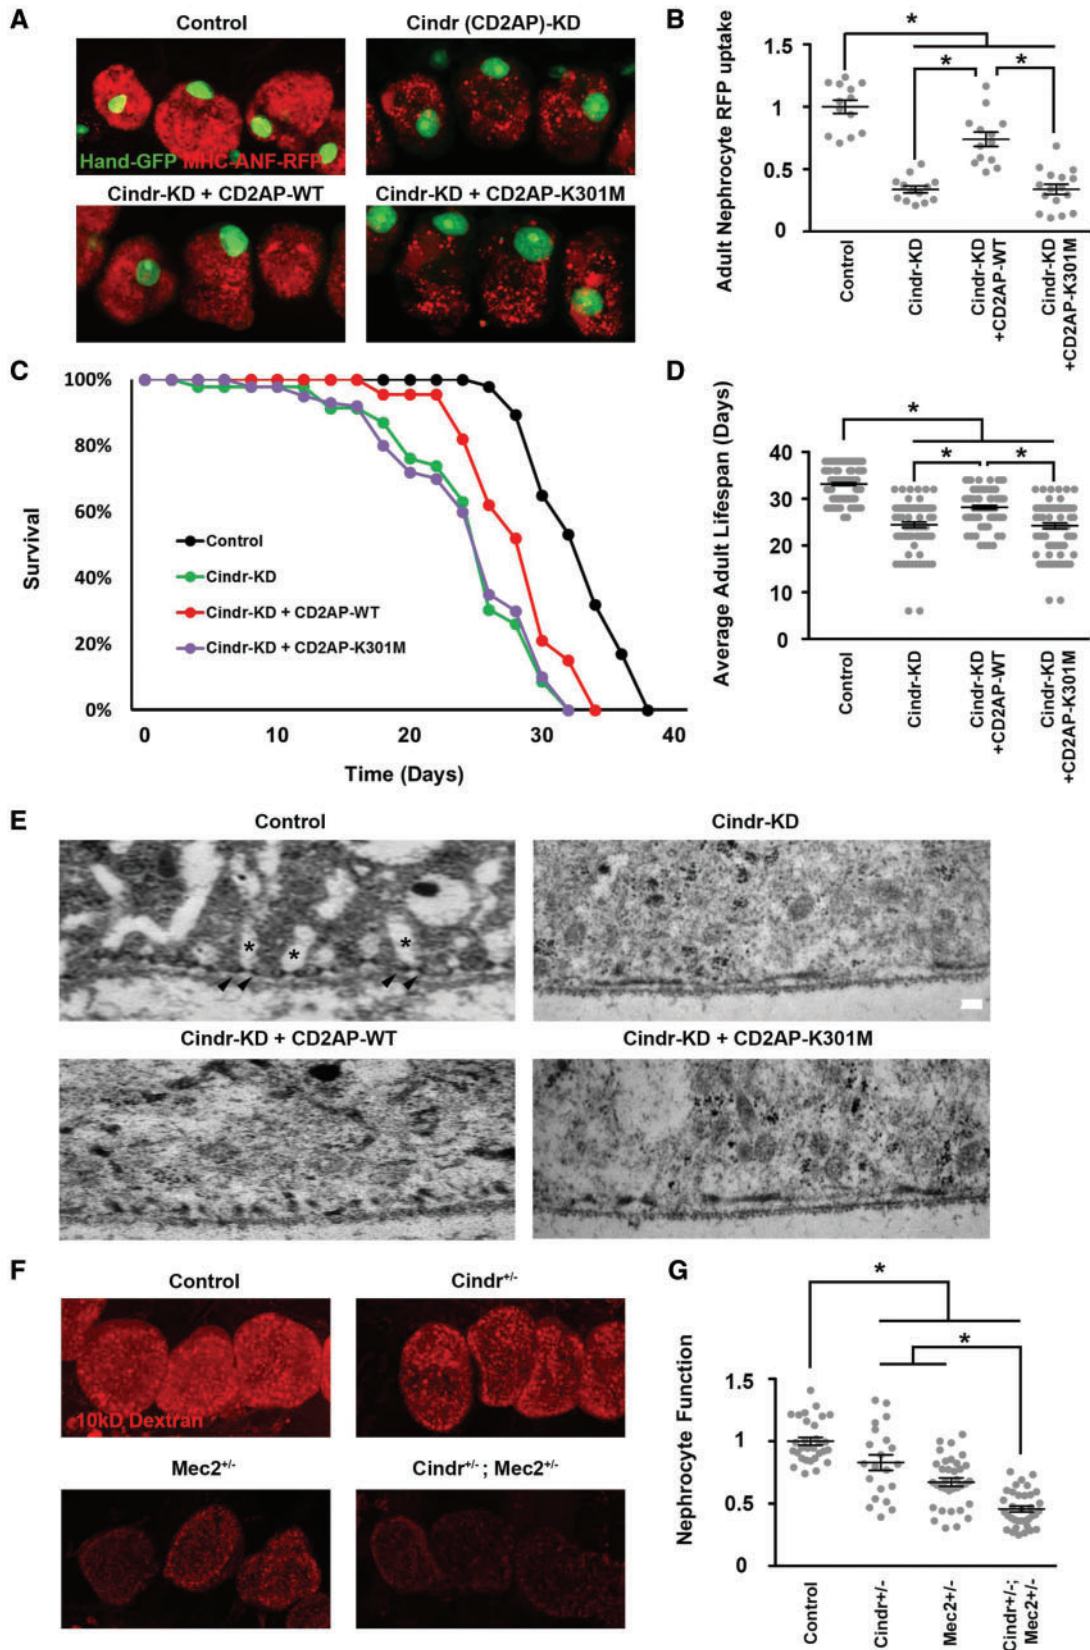 A
Control
Cindr (CD2AP)-KD
Hand-GFP MHC-ANF-RFP
Cindr-KD + CD2AP-WT
Cindr-KD + CD2AP-K301M
B
Adult Nephrocyte RFP uptake
1.5
1
0.5
0
*
*
*
Control
Cindr-KD
Cindr-KD
+CD2AP-WT
Cindr-KD
+CD2AP-K301M
C
Survival
100%
80%
60%
40%
20%
0%
Control
Cindr-KD
Cindr-KD + CD2AP-WT
Cindr-KD + CD2AP-K301M
0
10
20
30
40
Time (Days)
D
Average Adult Lifespan (Days)
40
30
20
10
0
*
*
*
Control
Cindr-KD
Cindr-KD
+CD2AP-WT
Cindr-KD
+CD2AP-K301M
E
Control
Cindr-KD
* * *
Cindr-KD + CD2AP-WT
Cindr-KD + CD2AP-K301M
F
Control
Cindr+/-
10kD Dextran
Mec2+/-
Cindr+/- ; Mec2+/-
G
Nephrocyte Function
1.5
1
0.5
0
*
*
Control
Cindr+/-
Mec2+/-
Cindr+/-;
Mec2+/-